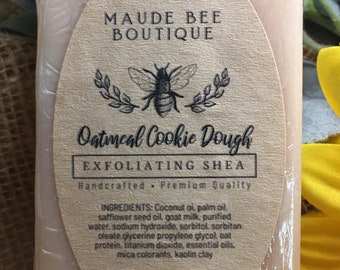 MAUDE BEE
BOUTIQUE
Oatmeal Cookie Dough
EXFOLIATING SHEA
Handcrafted • Premium Quality
INGREDIENTS: Coconut oi, palm oil,
safflower seed oil, goat milk, purified
water, sodium hydroxide, sorbitol, sorbitan
oleate, glycerine propylene glycol, oat
protein, titanium dioxide, essential oils,
mica colorants, kaolin clay